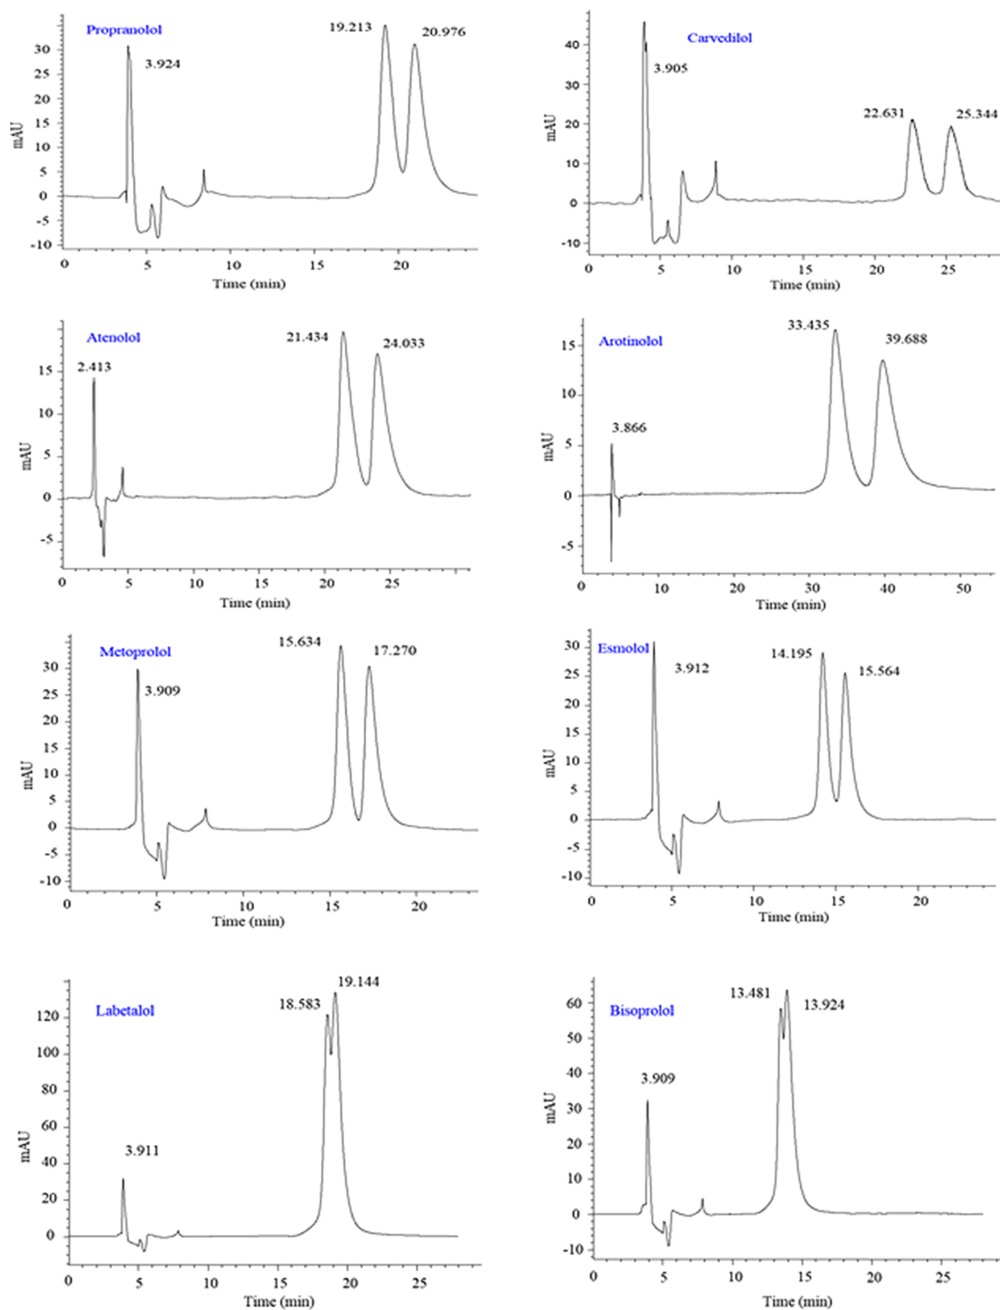 Propranolol
19.213
20.976
3.924
mAU
30
25
20
15
10
5
0
-5
-10
0 5 10 15 20
Time (min)
Carvedilol
3.905
22.631
25.344
mAU
40
30
20
10
0
-10
0 5 10 15 20 25
Time (min)
Atenolol
2.413
21.434
24.033
mAU
15
10
5
0
-5
0 5 10 15 20 25
Time (min)
Arotinolol
33.435
39.688
3.866
mAU
15
10
5
0
-5
0 10 20 30 40 50
Time (min)
Metoprolol
15.634
17.270
3.909
mAU
30
25
20
15
10
5
0
-5
-10
0 5 10 15 20
Time (min)
Esmolol
3.912
14.195
15.564
mAU
30
25
20
15
10
5
0
-5
-10
0 5 10 15 20
Time (min)
Labetalol
18.583
19.144
3.911
mAU
120
100
80
60
40
20
0
0 5 10 15 20 25
Time (min)
Bisoprolol
13.481
13.924
3.909
mAU
60
50
40
30
20
10
0
-10
0 5 10 15 20 25
Time (min)